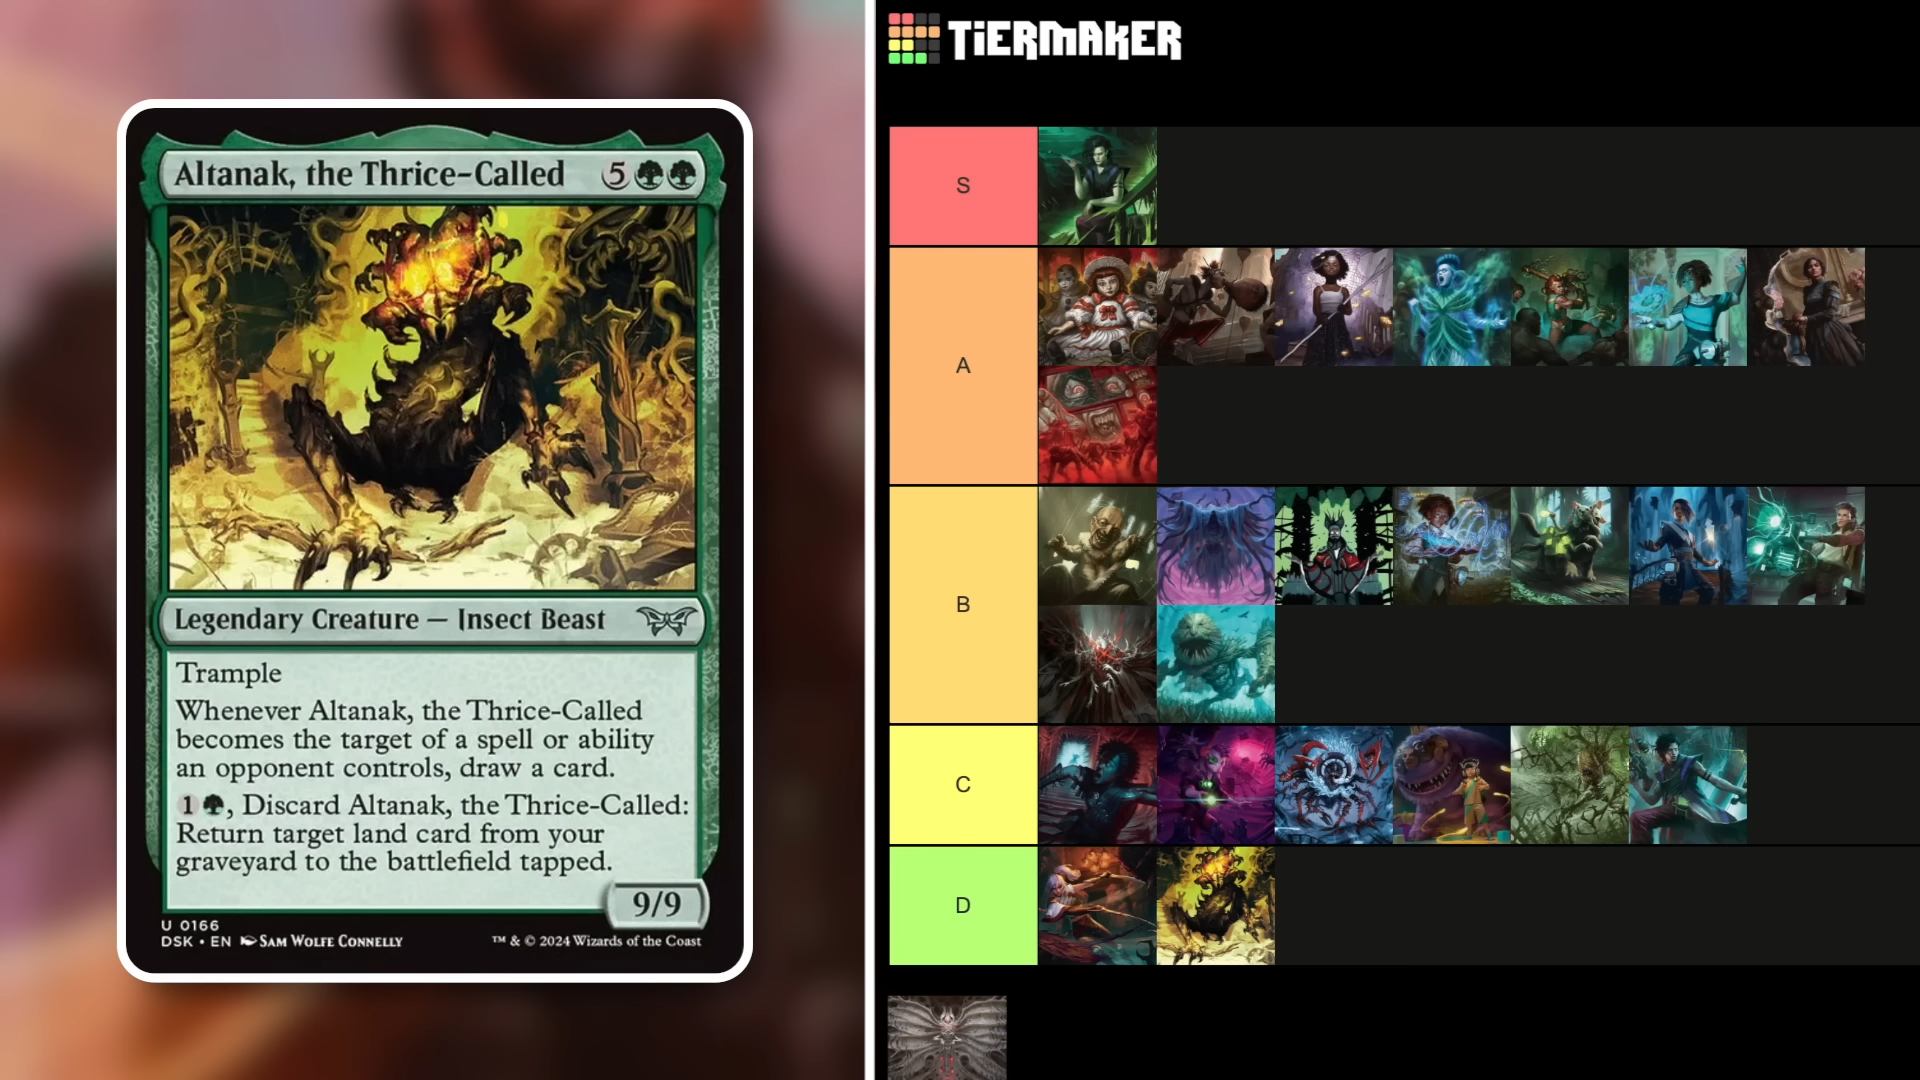 Altanak, the Thrice-Called 5
Legendary Creature — Insect Beast
Trample
Whenever Altanak, the Thrice-Called
becomes the target of a spell or ability
an opponent controls, draw a card.
1 , Discard Altanak, the Thrice-Called:
Return target land card from your
graveyard to the battlefield tapped.
9/9
U 0166
DSK • EN Sam Wolfe Connelly
™ & © 2024 Wizards of the Coast
TiERMAKER
S
A
B
C
D